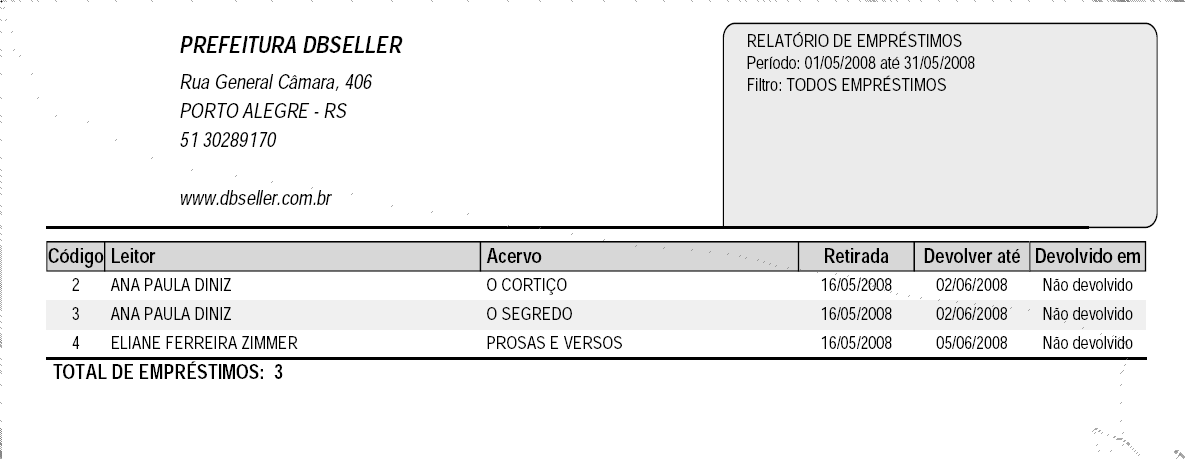 PREFEITURA DBSELLER
Rua General Câmara, 406
PORTO ALEGRE - RS
51 30289170
www.dbseller.com.br
RELATÓRIO DE EMPRÉSTIMOS
Período: 01/05/2008 até 31/05/2008
Filtro: TODOS EMPRÉSTIMOS
Código Leitor Acervo Retirada Devolver até Devolvido em
2 ANA PAULA DINIZ O CORTIÇO 16/05/2008 02/06/2008 Não devolvido
3 ANA PAULA DINIZ O SEGREDO 16/05/2008 02/06/2008 Não devolvido
4 ELIANE FERREIRA ZIMMER PROSAS E VERSOS 16/05/2008 05/06/2008 Não devolvido
TOTAL DE EMPRÉSTIMOS: 3